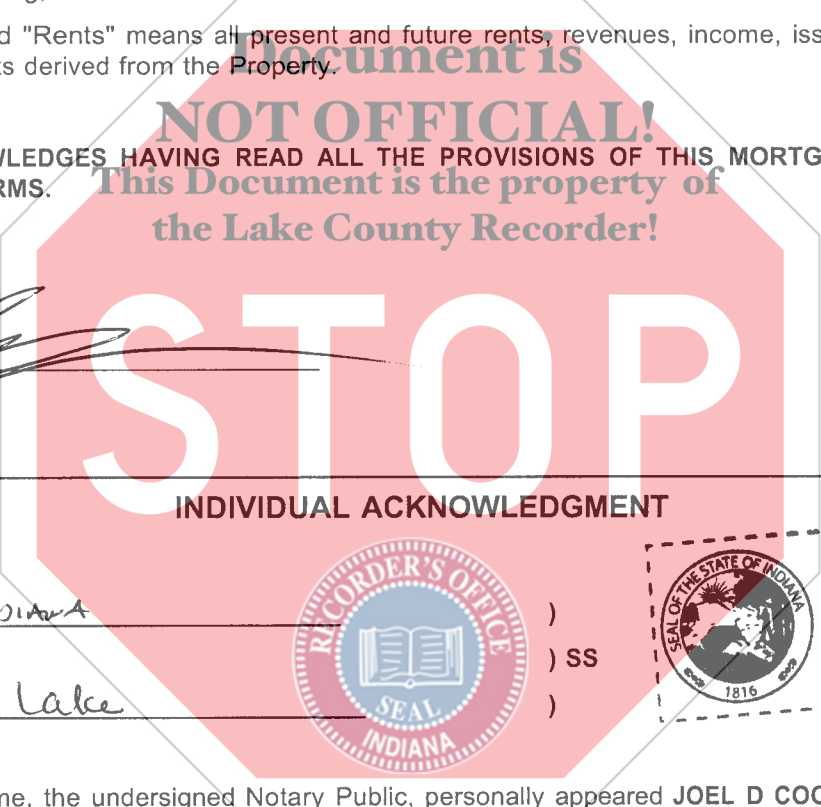 d "Rents" means all present and future rents, revenues, income, iss
ts derived from the Property.
Document is
NOT OFFICIAL!
WLEDGES HAVING READ ALL THE PROVISIONS OF THIS MORTG
RMS.
This Document is the property of
the Lake County Recorder!
STOP
INDIVIDUAL ACKNOWLEDGMENT
RECORDER'S OFFICE
SEAL
INDIANA
SEAL OF THE STATE OF INDIANA
1816
DIANA )
) SS
Lake )
me, the undersigned Notary Public, personally appeared JOEL D COO